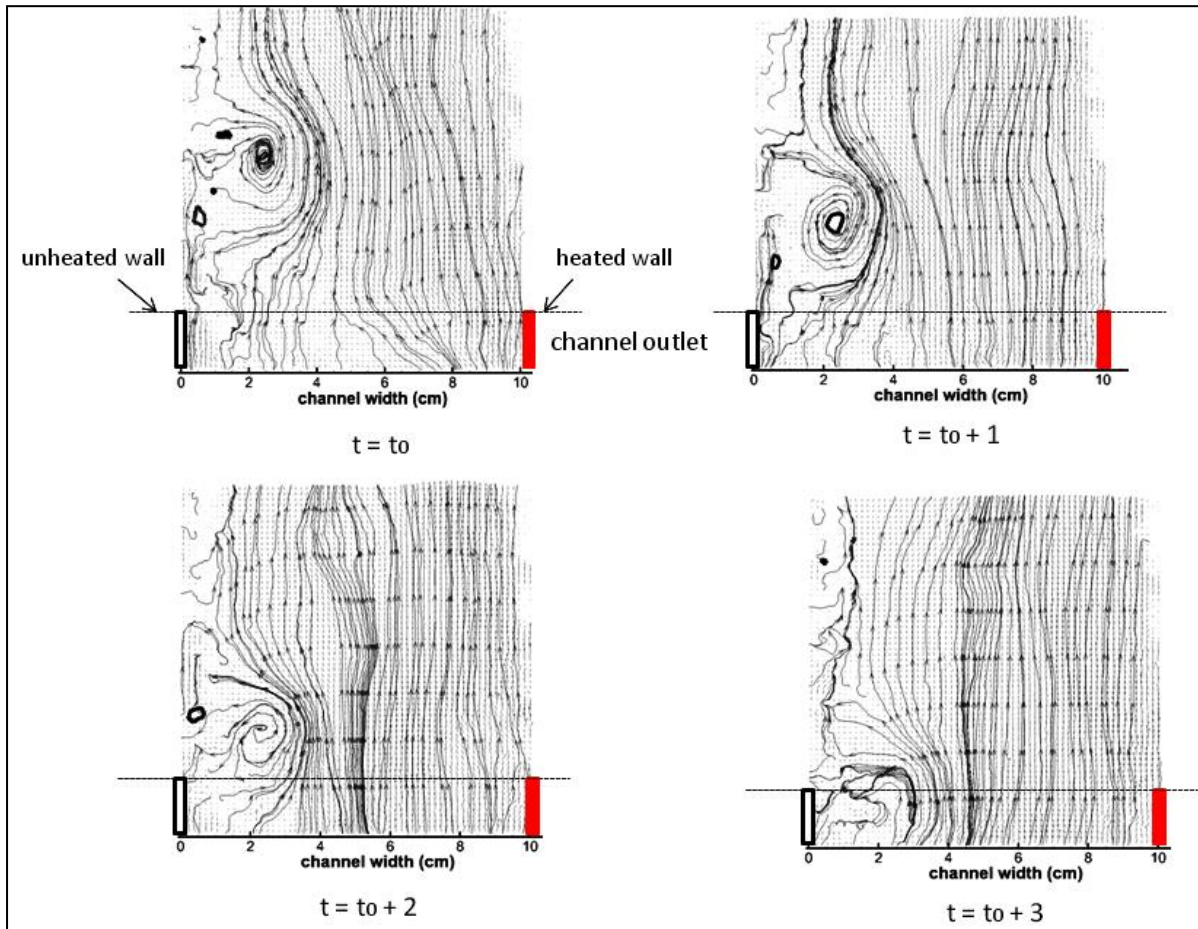 unheated wall
heated wall
channel outlet
0 2 4 6 8 10
channel width (cm)
t = to
0 2 4 6 8 10
channel width (cm)
t = to + 1
0 2 4 6 8 10
channel width (cm)
t = to + 2
0 2 4 6 8 10
channel width (cm)
t = to + 3